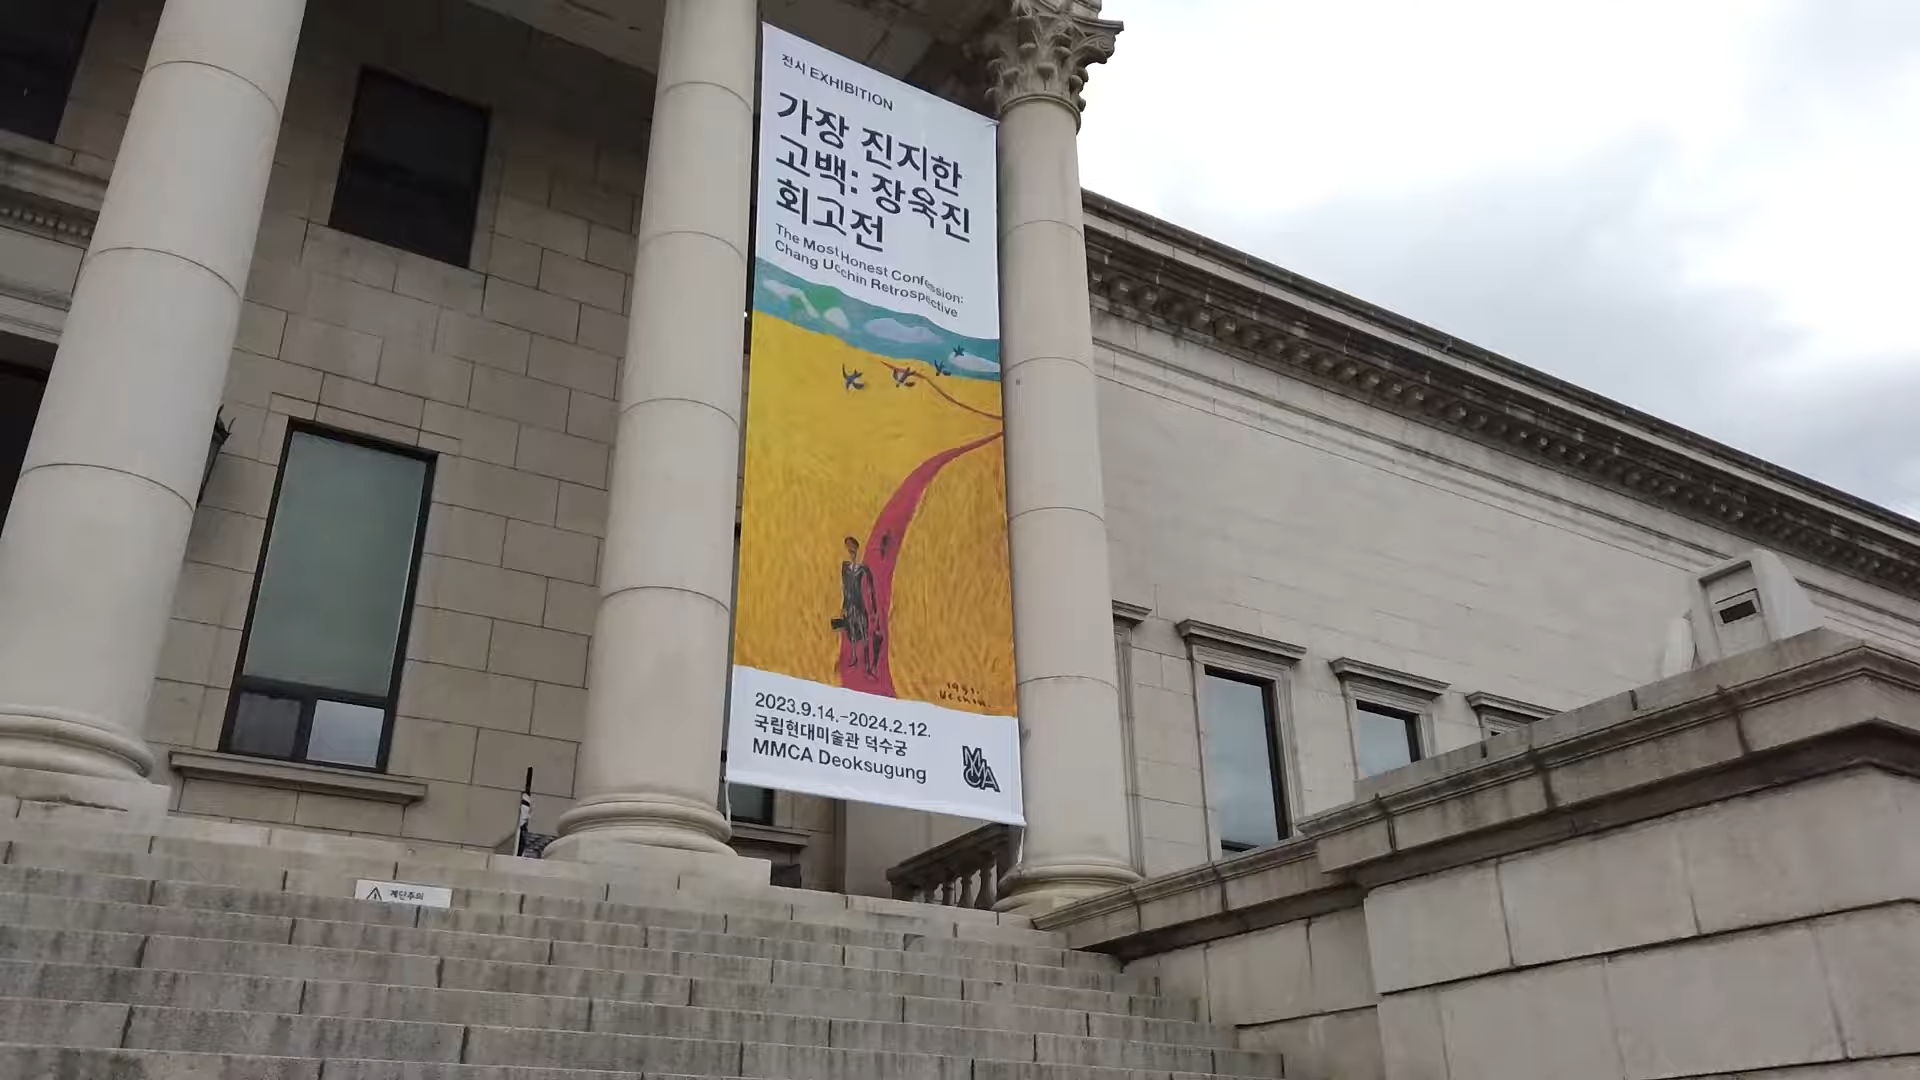 전시 EXHIBITION
가장 진지한
고백: 장욱진
회고전
The Most Honest Confession:
Chang Ucchin Retrospective
1951.
UCCHIN.
2023.9.14.–2024.2.12.
국립현대미술관 덕수궁
MMCA Deoksugung
MMCA
계단주의